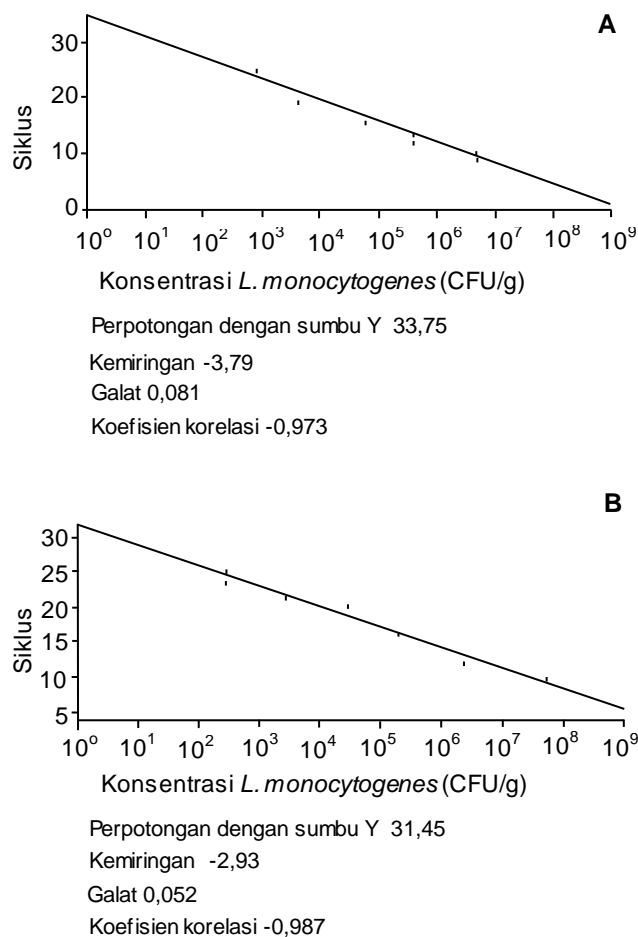 A
30
20
10
0
Siklus
10⁰ 10¹ 10² 10³ 10⁴ 10⁵ 10⁶ 10⁷ 10⁸ 10⁹
Konsentrasi L. monocytogenes (CFU/g)
Perpotongan dengan sumbu Y 33,75
Kemiringan -3,79
Galat 0,081
Koefisien korelasi -0,973
B
30
25
20
15
10
5
Siklus
10⁰ 10¹ 10² 10³ 10⁴ 10⁵ 10⁶ 10⁷ 10⁸ 10⁹
Konsentrasi L. monocytogenes (CFU/g)
Perpotongan dengan sumbu Y 31,45
Kemiringan -2,93
Galat 0,052
Koefisien korelasi -0,987